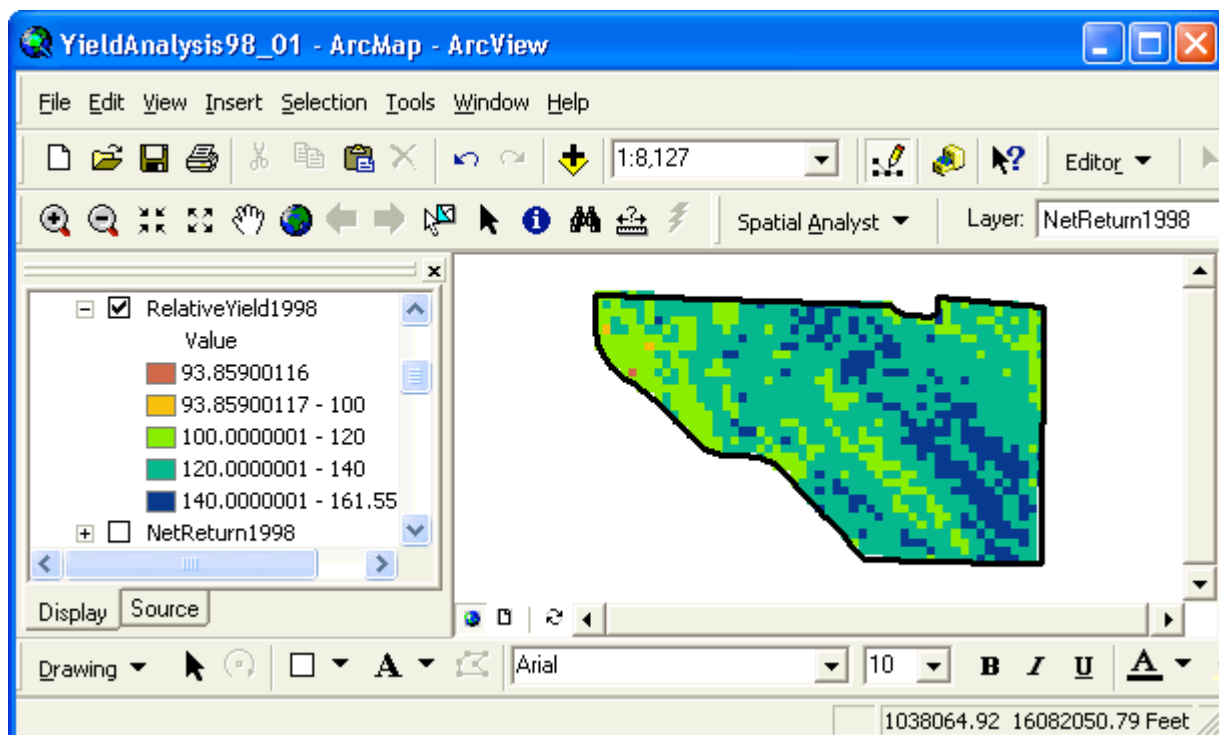 YieldAnalysis98_01 - ArcMap - ArcView
File Edit View Insert Selection Tools Window Help
1:8,127 Editor
Spatial Analyst Layer: NetReturn1998
RelativeYield1998
Value
93.85900116
93.85900117 - 100
100.0000001 - 120
120.0000001 - 140
140.0000001 - 161.55
NetReturn1998
Display Source
Drawing A Arial 10 B I U A
1038064.92 16082050.79 Feet